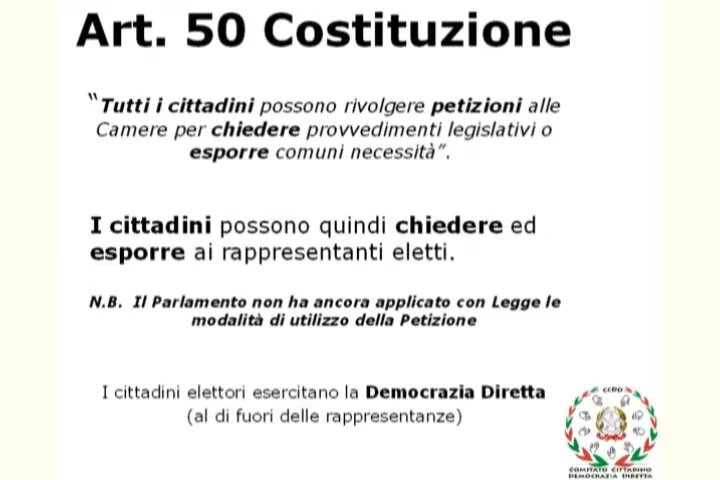 Art. 50 Costituzione
“Tutti i cittadini possono rivolgere petizioni alle
Camere per chiedere provvedimenti legislativi o
esporre comuni necessità”.
I cittadini possono quindi chiedere ed
esporre ai rappresentanti eletti.
N.B. Il Parlamento non ha ancora applicato con Legge le
modalità di utilizzo della Petizione
I cittadini elettori esercitano la Democrazia Diretta
(al di fuori delle rappresentanze)
CCDD
COMITATO CITTADINO
DEMOCRAZIA DIRETTA